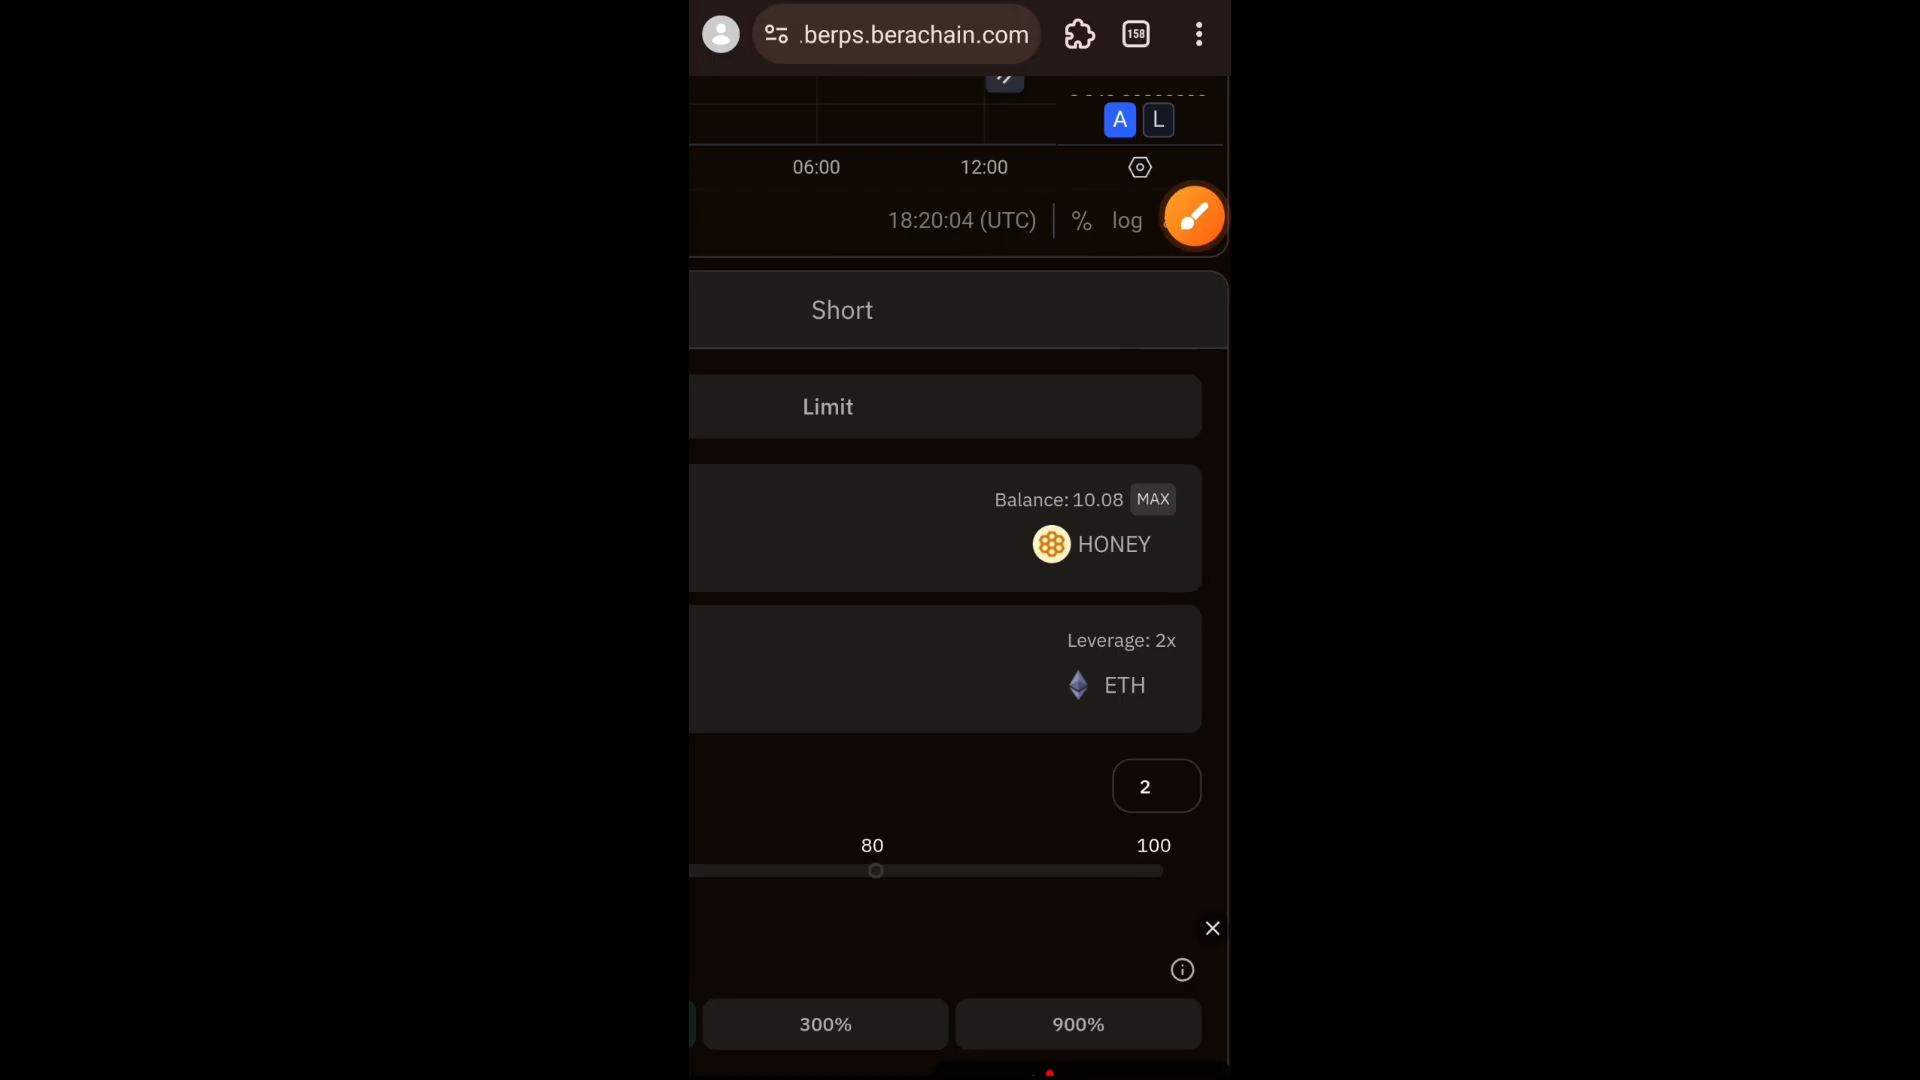 .berps.berachain.com
158
A L
06:00 12:00
18:20:04 (UTC) % log
Short
Limit
Balance: 10.08 MAX
HONEY
Leverage: 2x
ETH
2
80 100
300% 900%